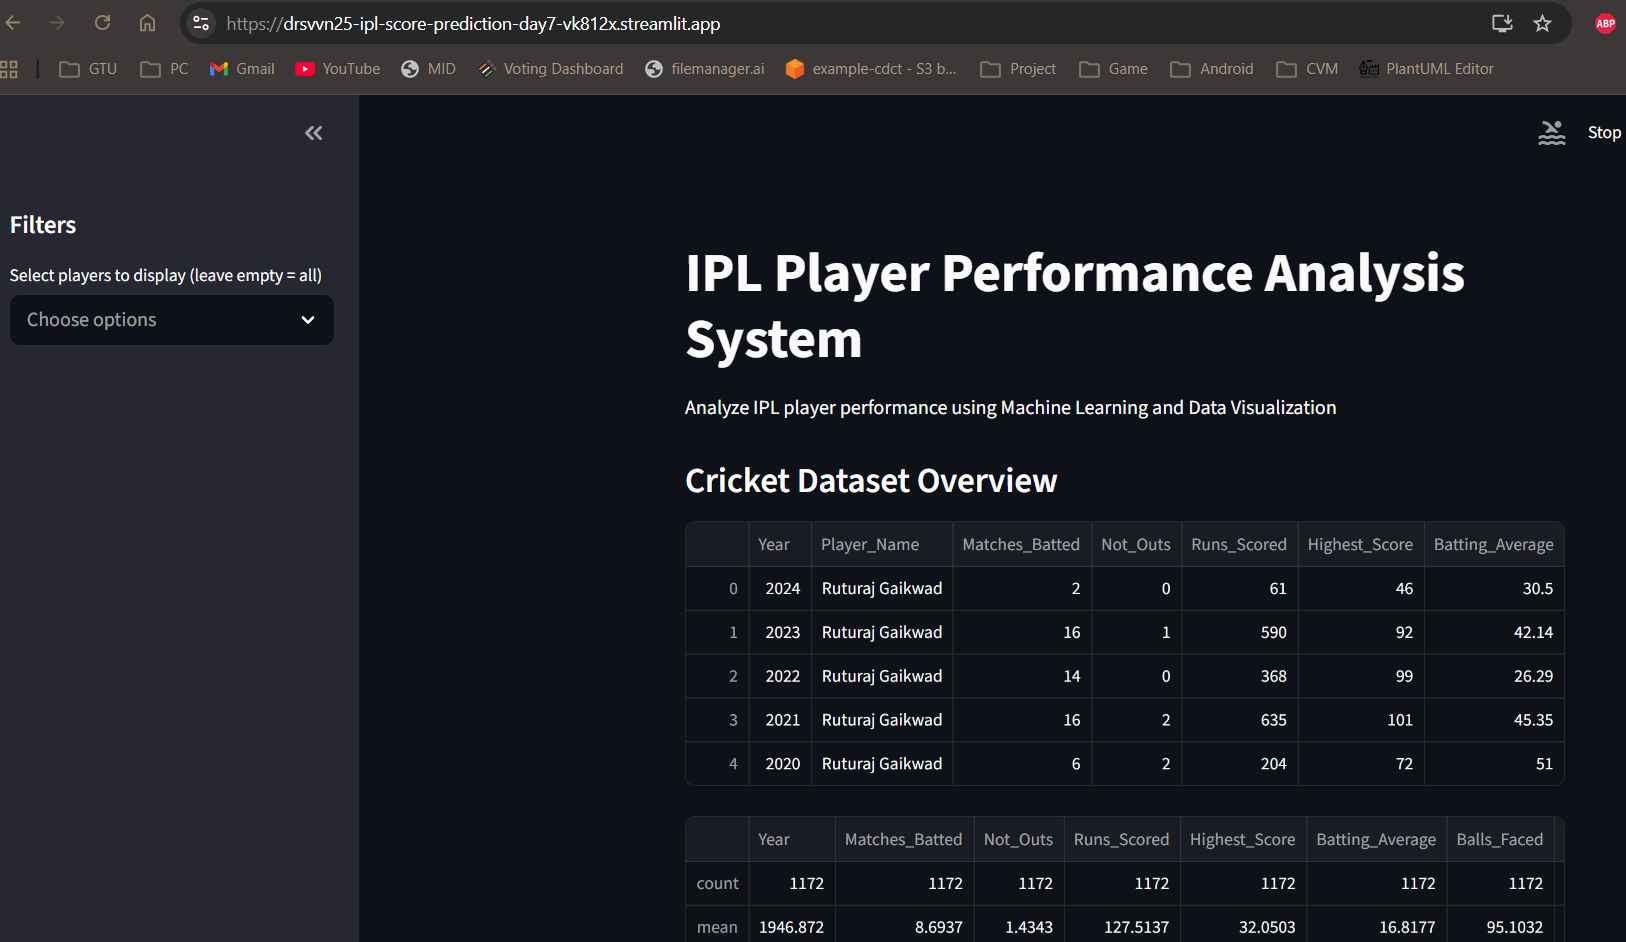 https://drsvvn25-ipl-score-prediction-day7-vk812x.streamlit.app
ABP
GTU PC Gmail YouTube MID Voting Dashboard filemanager.ai example-cdct - S3 b... Project Game Android CVM PlantUML Editor
Stop
Filters
Select players to display (leave empty = all)
Choose options
IPL Player Performance Analysis
System
Analyze IPL player performance using Machine Learning and Data Visualization
Cricket Dataset Overview
Year Player_Name Matches_Batted Not_Outs Runs_Scored Highest_Score Batting_Average
0 2024 Ruturaj Gaikwad 2 0 61 46 30.5
1 2023 Ruturaj Gaikwad 16 1 590 92 42.14
2 2022 Ruturaj Gaikwad 14 0 368 99 26.29
3 2021 Ruturaj Gaikwad 16 2 635 101 45.35
4 2020 Ruturaj Gaikwad 6 2 204 72 51
Year Matches_Batted Not_Outs Runs_Scored Highest_Score Batting_Average Balls_Faced
count 1172 1172 1172 1172 1172 1172 1172
mean 1946.872 8.6937 1.4343 127.5137 32.0503 16.8177 95.1032